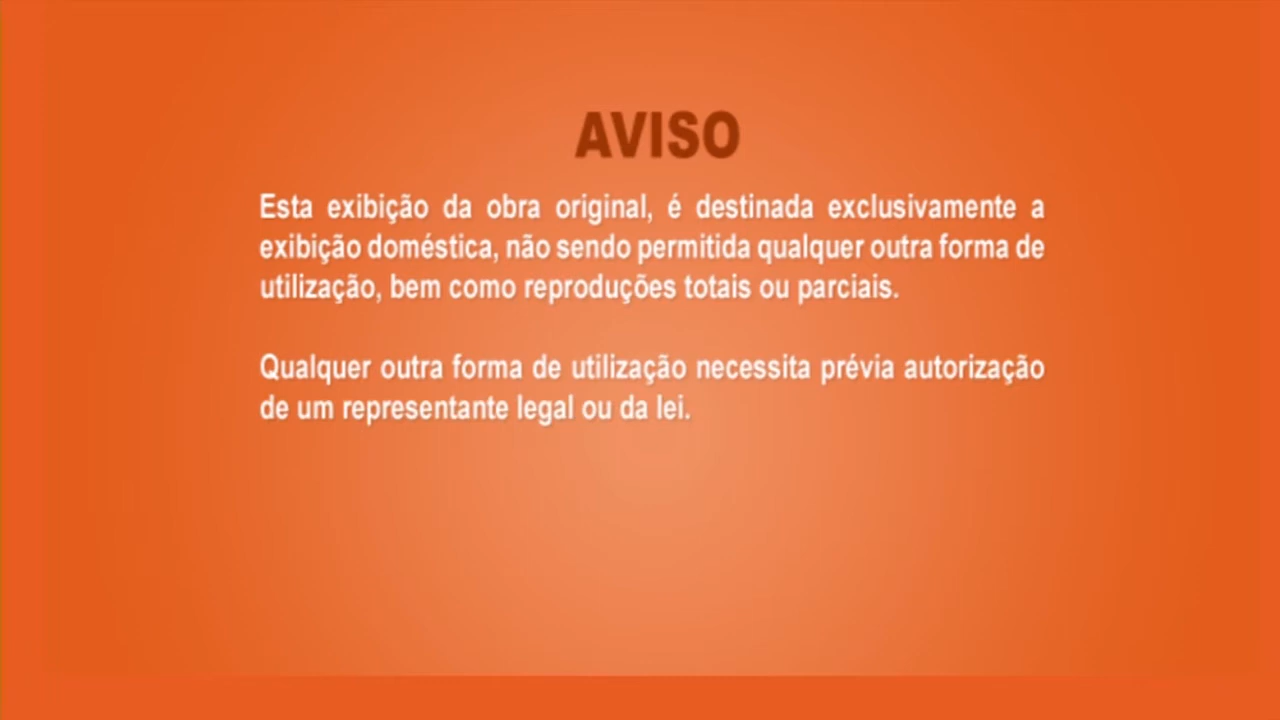 AVISO
Esta exibição da obra original, é destinada exclusivamente a
exibição doméstica, não sendo permitida qualquer outra forma de
utilização, bem como reproduções totais ou parciais.
Qualquer outra forma de utilização necessita prévia autorização
de um representante legal ou da lei.